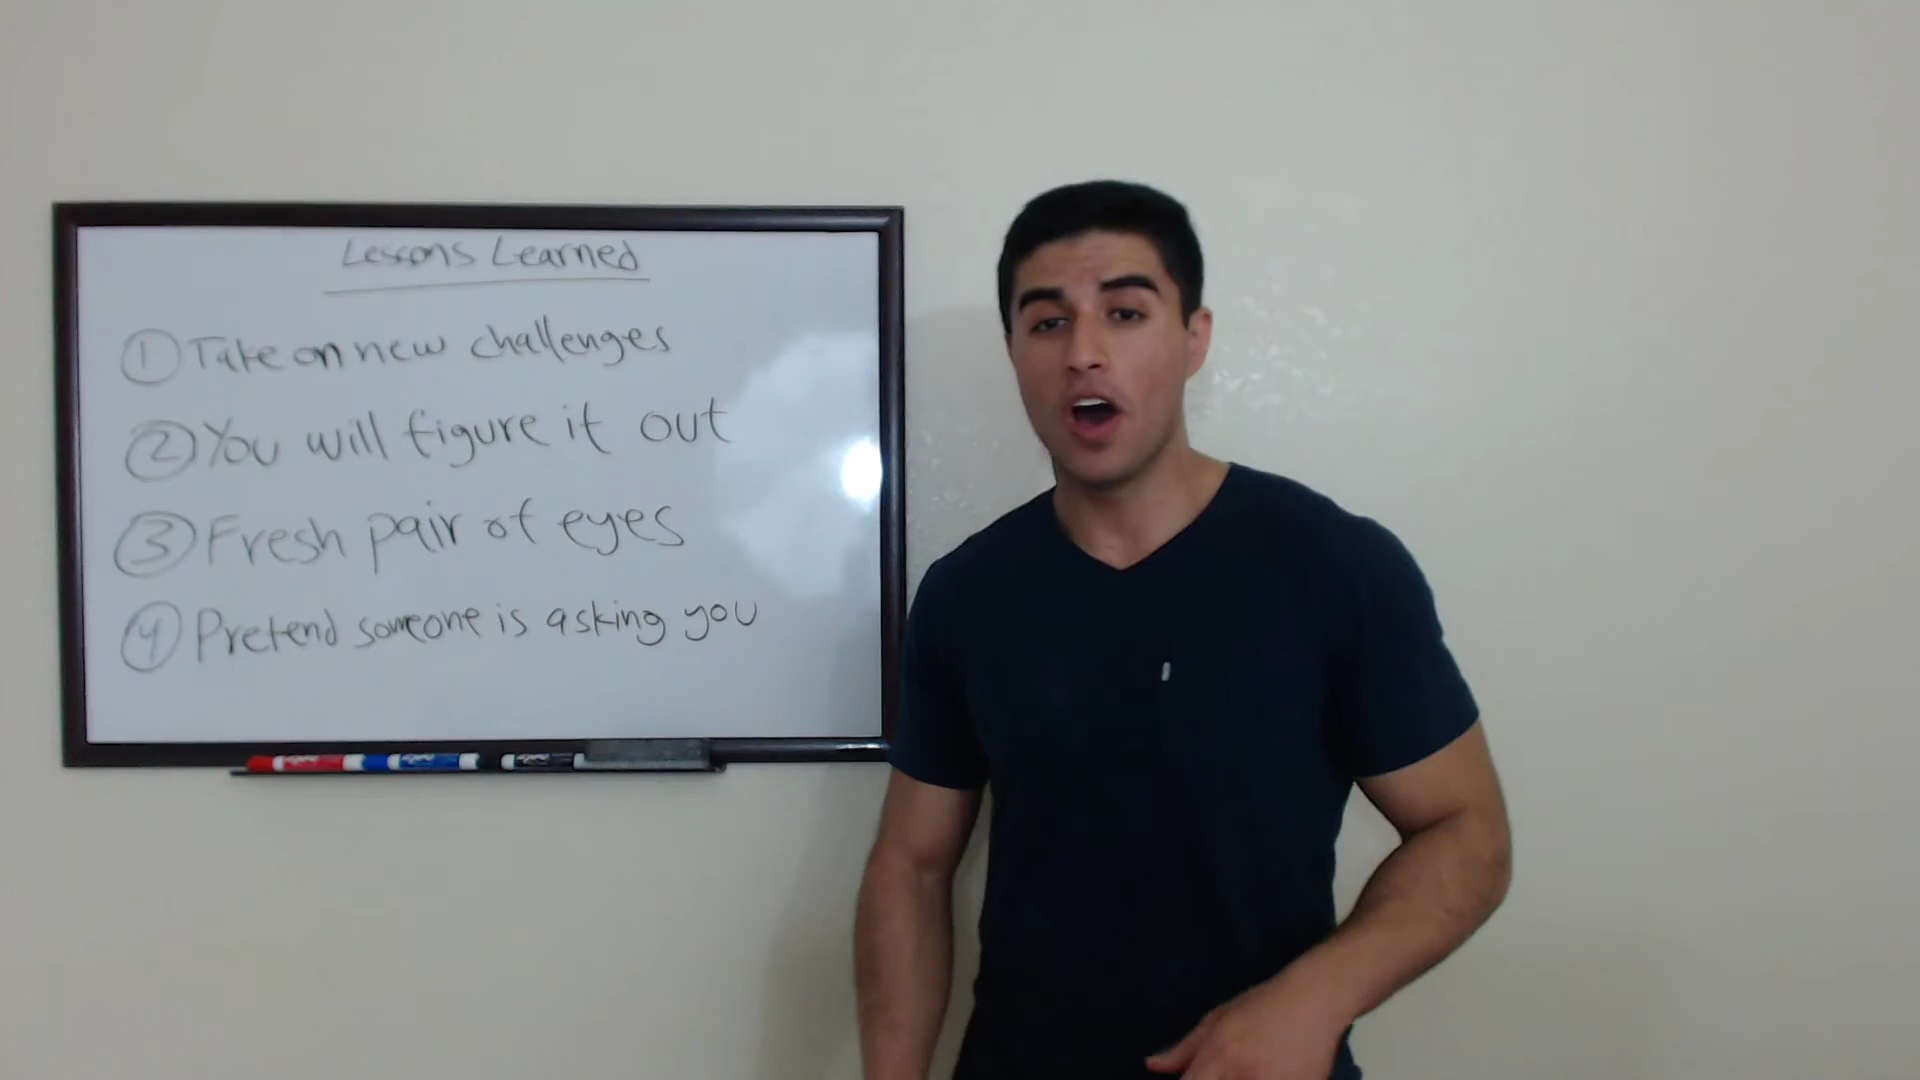 Lessons Learned
① Take on new challenges
② You will figure it out
③ Fresh pair of eyes
④ Pretend someone is asking you